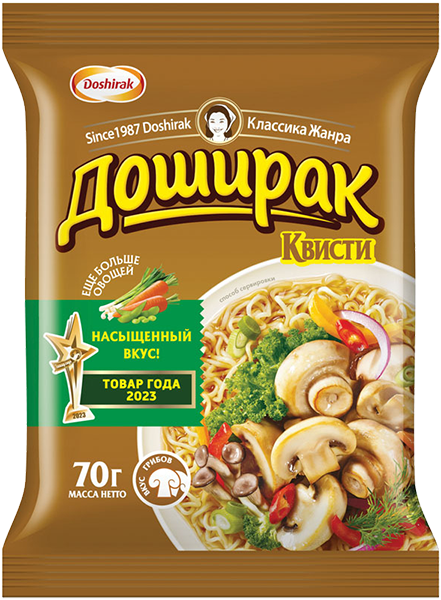 Doshirak
Since1987 Doshirak Классика Жанра
Доширак
Квисти
ЕЩЕ БОЛЬШЕ
ОВОЩЕЙ
способ сервировки
НАСЫЩЕННЫЙ
ВКУС!
ТОВАР ГОДА
2023
2023
70г
МАССА НЕТТО
ВКУС ГРИБОВ